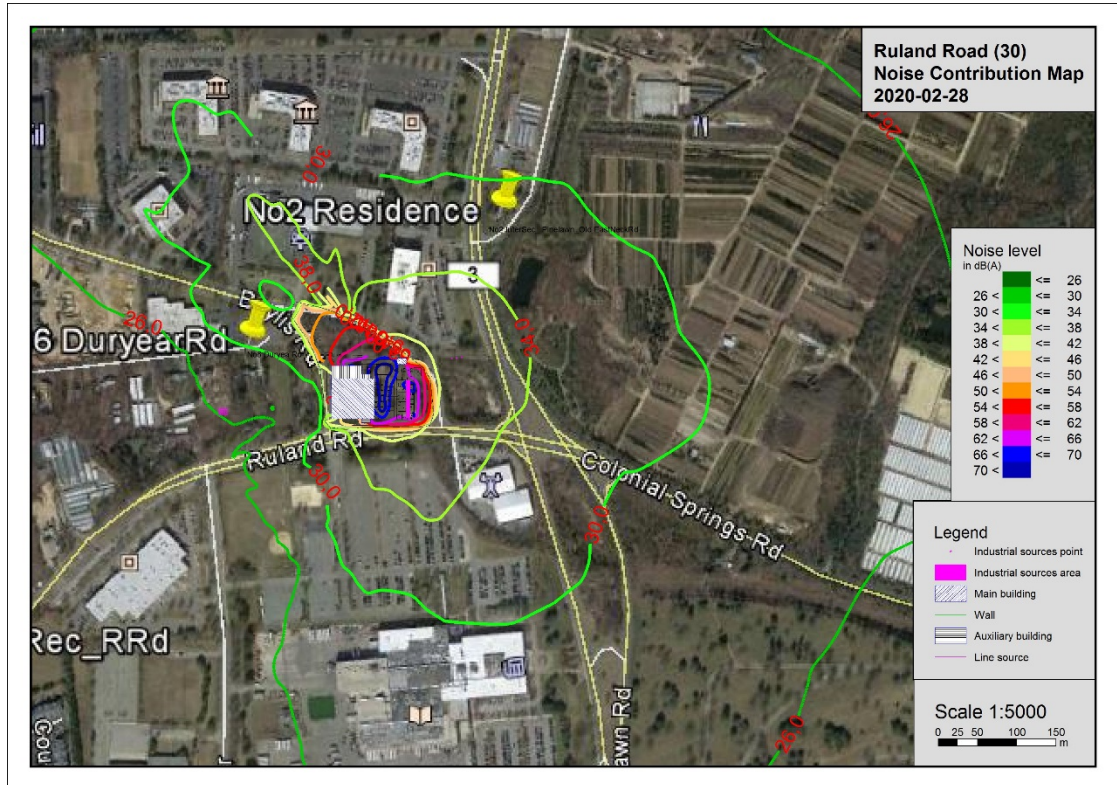 Ruland Road (30)
Noise Contribution Map
2020-02-28
26.0
30.0
No2 Residence
3
38.0
26.0
34.0
6 DuryearRd
Ruland Rd
30.0
30.0
Colonial Springs Rd
Rec_RRd
26.0
awn Rd
Noise level
in dB(A)
<= 26
26 < <= 30
30 < <= 34
34 < <= 38
38 < <= 42
42 < <= 46
46 < <= 50
50 < <= 54
54 < <= 58
58 < <= 62
62 < <= 66
66 < <= 70
70 <
Legend
Industrial sources point
Industrial sources area
Main building
Wall
Auxiliary building
Line source
Scale 1:5000
0 25 50 100 150
m